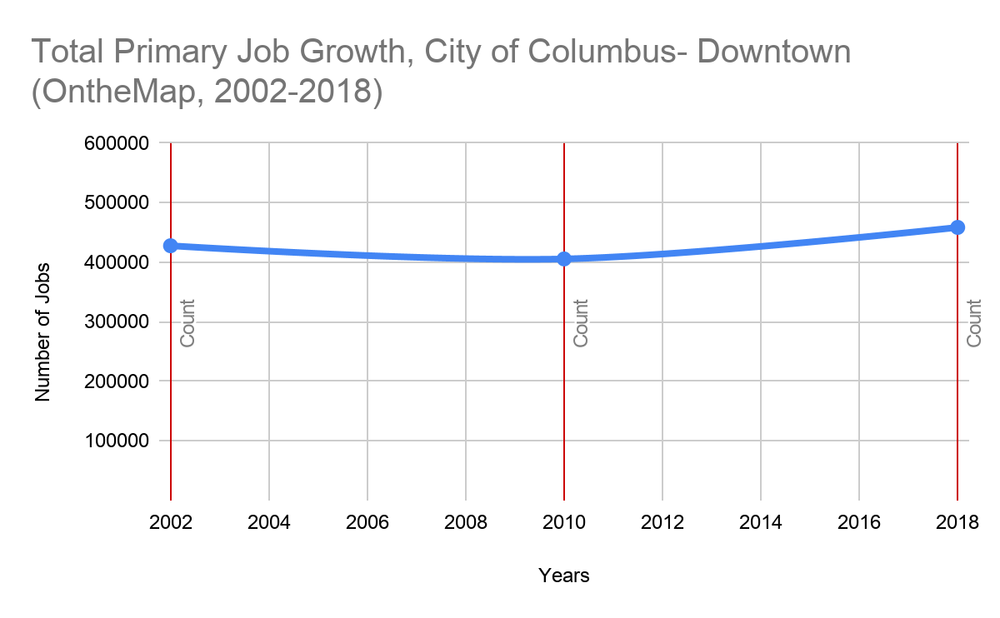 Total Primary Job Growth, City of Columbus- Downtown
(OntheMap, 2002-2018)
600000
500000
400000
300000
200000
100000
Number of Jobs
Count
Count
Count
2002 2004 2006 2008 2010 2012 2014 2016 2018
Years